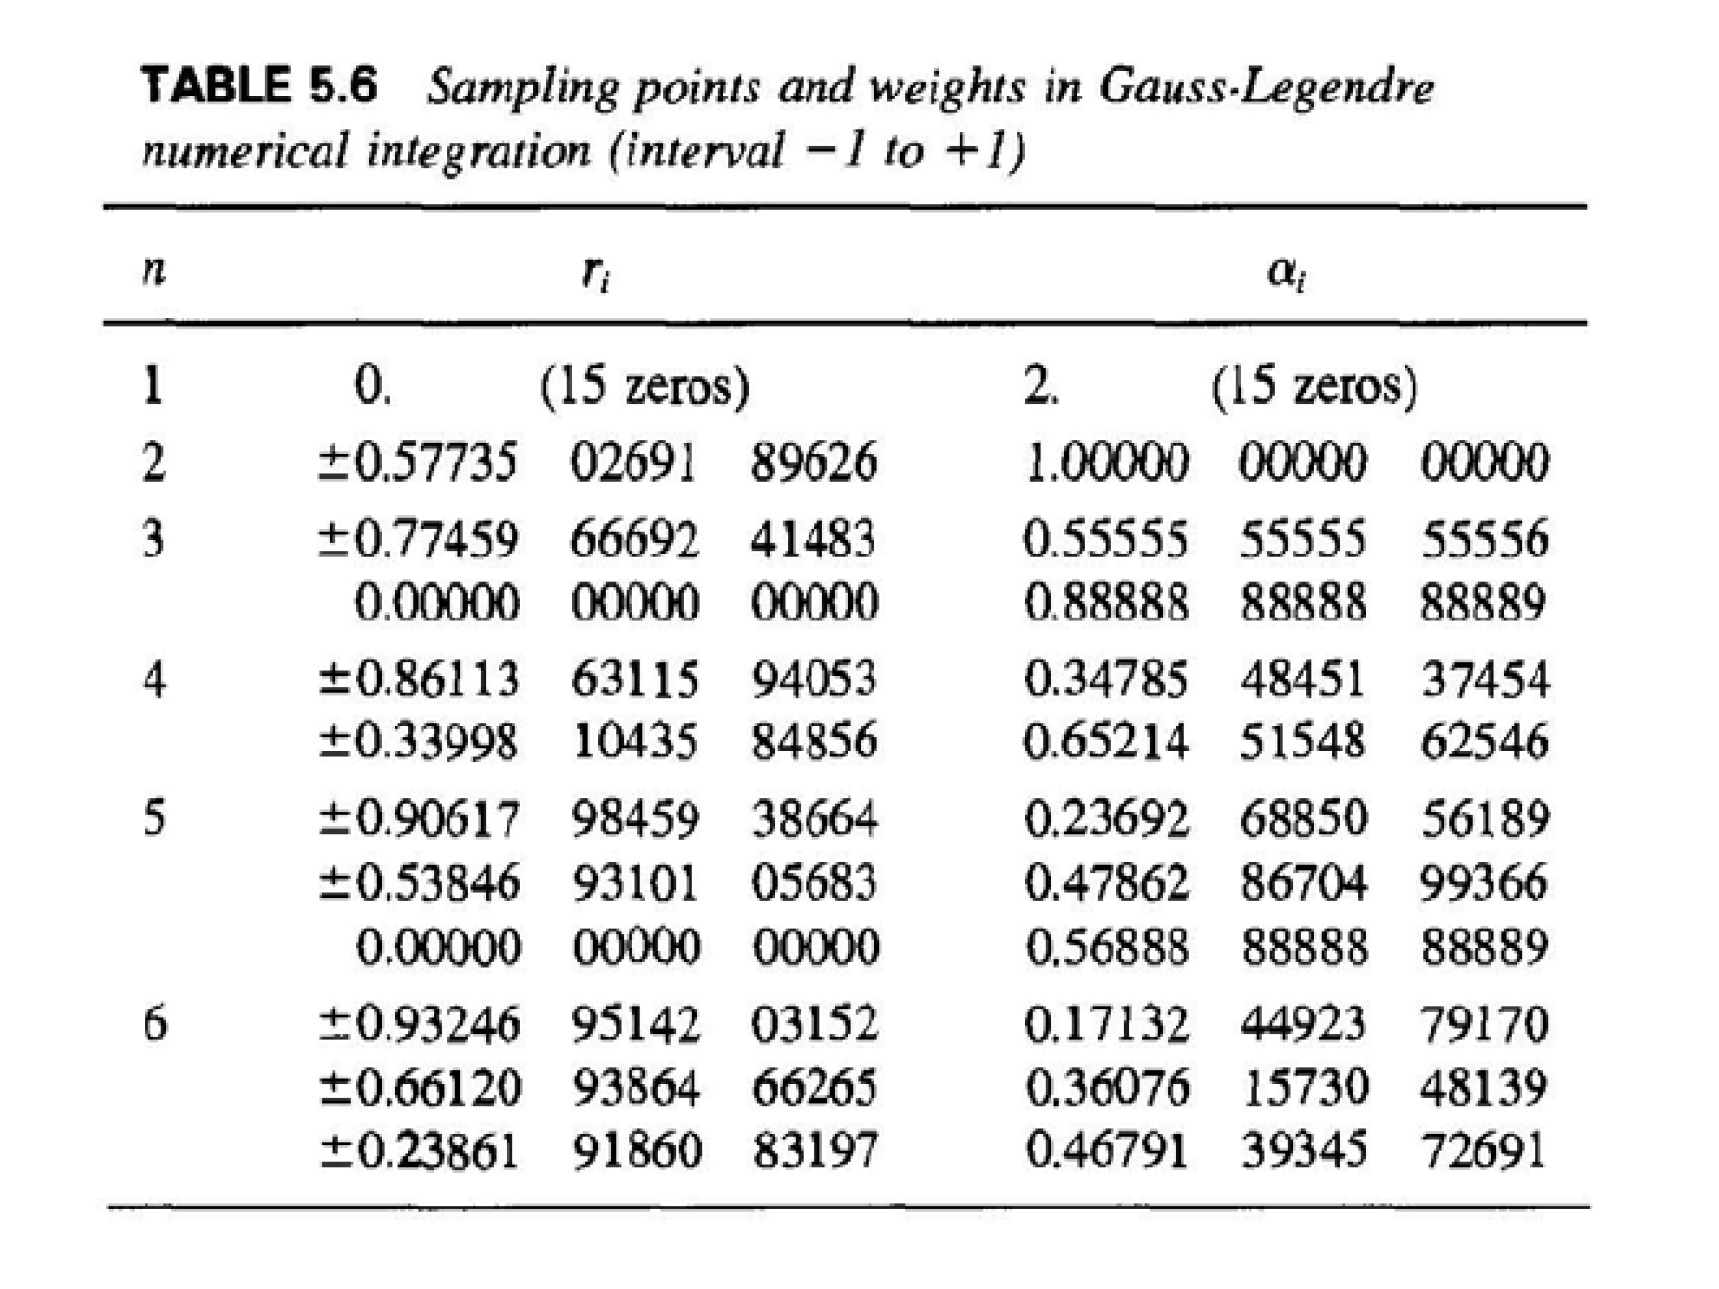 TABLE 5.6 Sampling points and weights in Gauss-Legendre
numerical integration (interval −1 to +1)
n rᵢ αᵢ
1 0. (15 zeros) 2. (15 zeros)
2 ±0.57735 02691 89626 1.00000 00000 00000
3 ±0.77459 66692 41483 0.55555 55555 55556
0.00000 00000 00000 0.88888 88888 88889
4 ±0.86113 63115 94053 0.34785 48451 37454
±0.33998 10435 84856 0.65214 51548 62546
5 ±0.90617 98459 38664 0.23692 68850 56189
±0.53846 93101 05683 0.47862 86704 99366
0.00000 00000 00000 0.56888 88888 88889
6 ±0.93246 95142 03152 0.17132 44923 79170
±0.66120 93864 66265 0.36076 15730 48139
±0.23861 91860 83197 0.46791 39345 72691